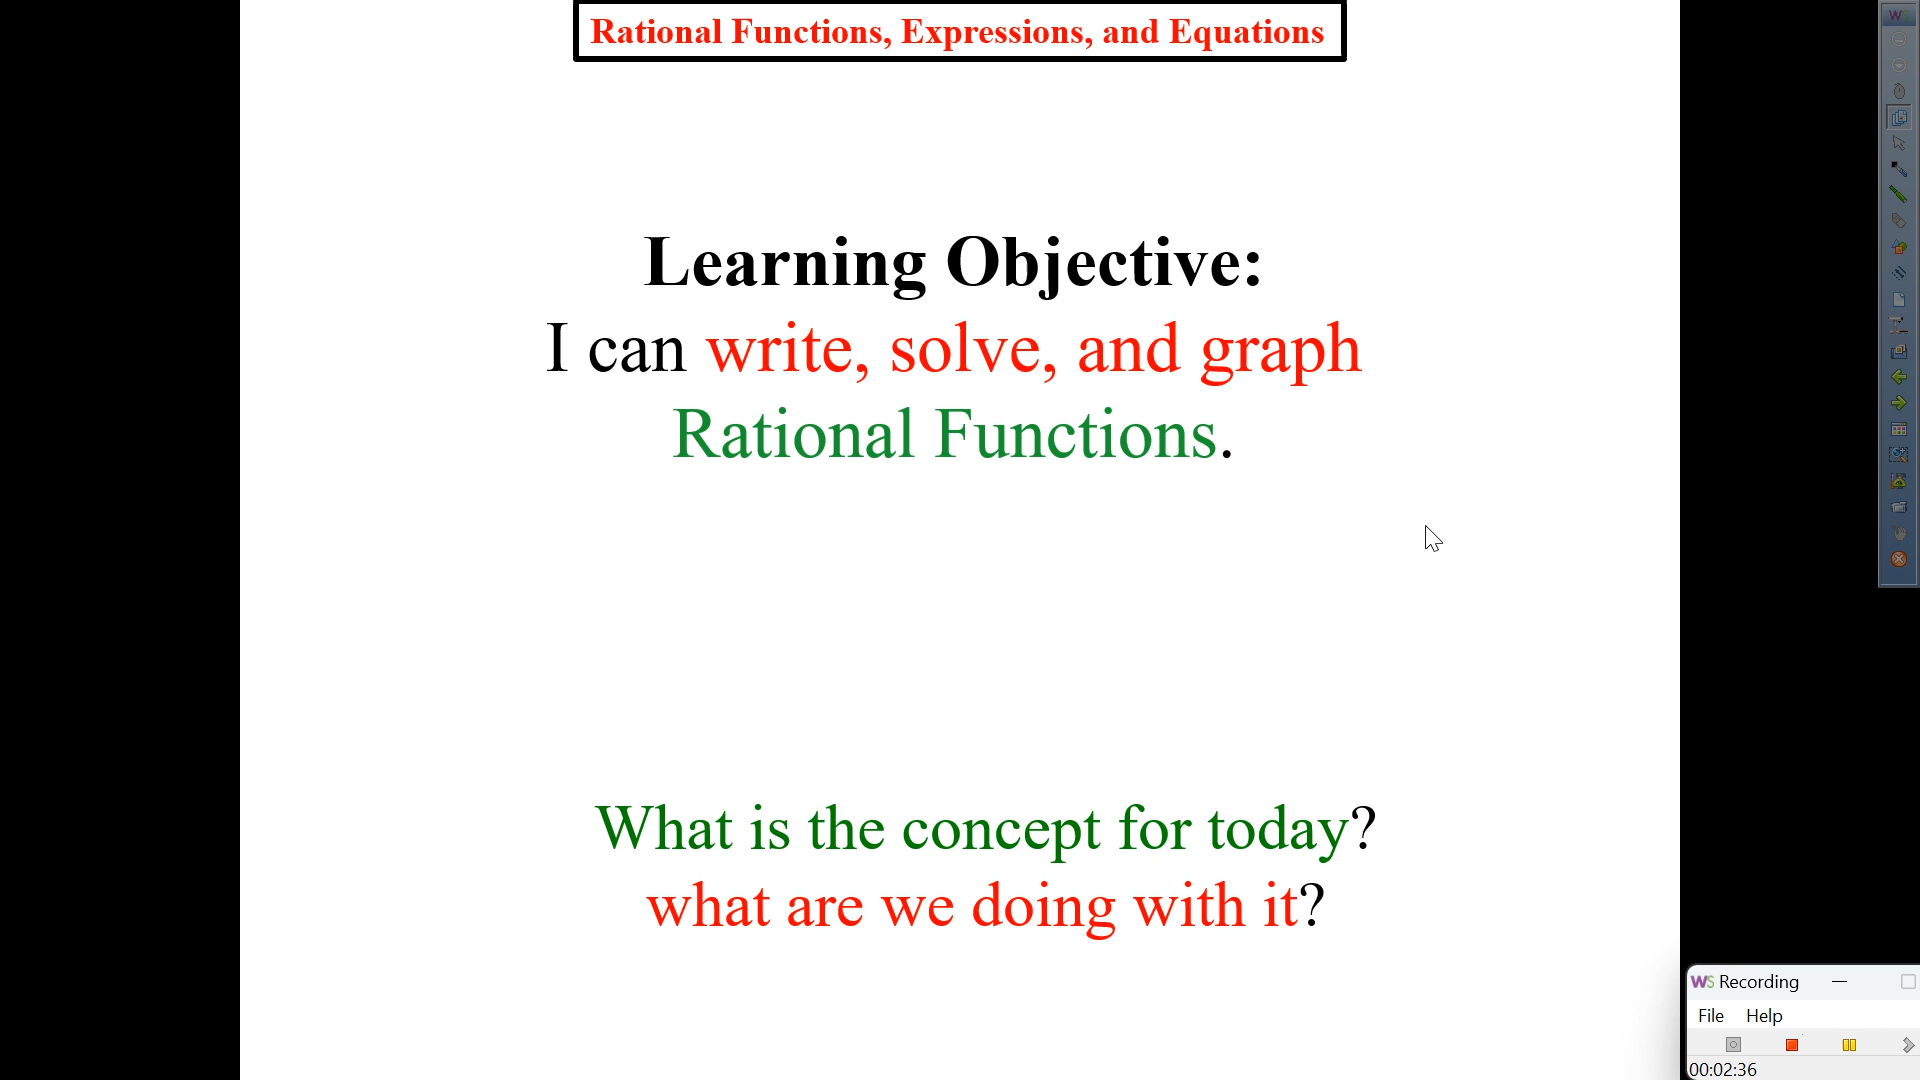 Rational Functions, Expressions, and Equations
Learning Objective:
I can write, solve, and graph
Rational Functions.
What is the concept for today?
what are we doing with it?
WS
WS Recording
File Help
00:02:36